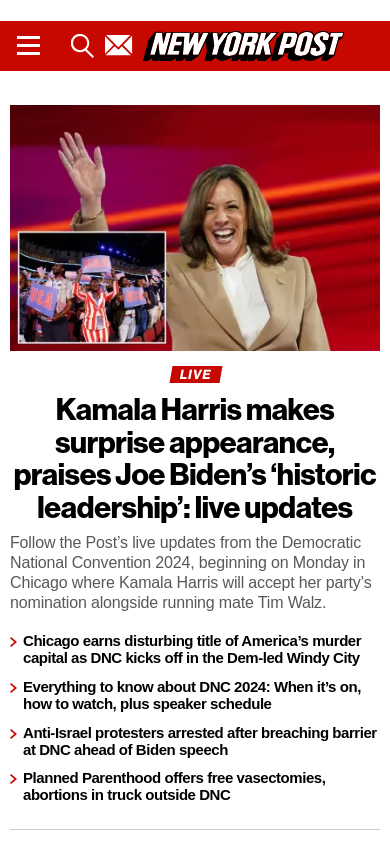 NEW YORK POST
USA
USA
LIVE
Kamala Harris makes
surprise appearance,
praises Joe Biden’s ‘historic
leadership’: live updates
Follow the Post’s live updates from the Democratic
National Convention 2024, beginning on Monday in
Chicago where Kamala Harris will accept her party’s
nomination alongside running mate Tim Walz.
Chicago earns disturbing title of America’s murder
capital as DNC kicks off in the Dem-led Windy City
Everything to know about DNC 2024: When it’s on,
how to watch, plus speaker schedule
Anti-Israel protesters arrested after breaching barrier
at DNC ahead of Biden speech
Planned Parenthood offers free vasectomies,
abortions in truck outside DNC